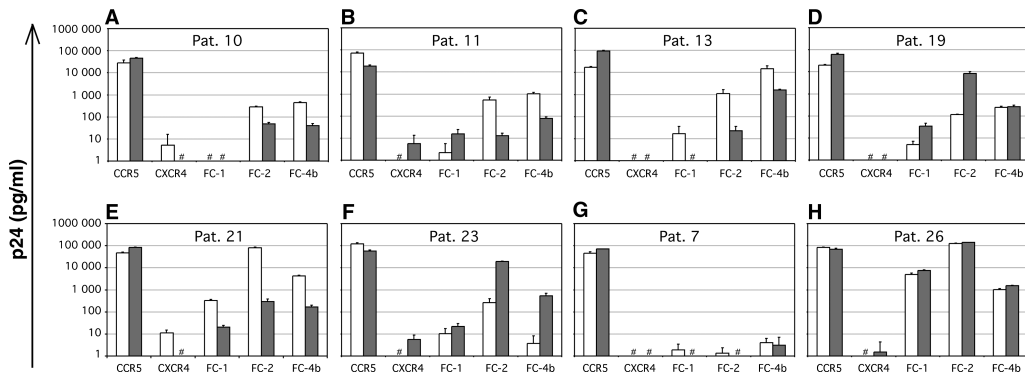 A B C D
1000 000 Pat. 10 Pat. 11 Pat. 13 Pat. 19
100 000
10 000
1 000
100
10 # # # # # # # # # #
1
CCR5 CXCR4 FC-1 FC-2 FC-4b CCR5 CXCR4 FC-1 FC-2 FC-4b CCR5 CXCR4 FC-1 FC-2 FC-4b CCR5 CXCR4 FC-1 FC-2 FC-4b
p24 (pg/ml)
E F G H
1000 000 Pat. 21 Pat. 23 Pat. 7 Pat. 26
100 000
10 000
1 000
100
10 # # # # # # #
1
CCR5 CXCR4 FC-1 FC-2 FC-4b CCR5 CXCR4 FC-1 FC-2 FC-4b CCR5 CXCR4 FC-1 FC-2 FC-4b CCR5 CXCR4 FC-1 FC-2 FC-4b